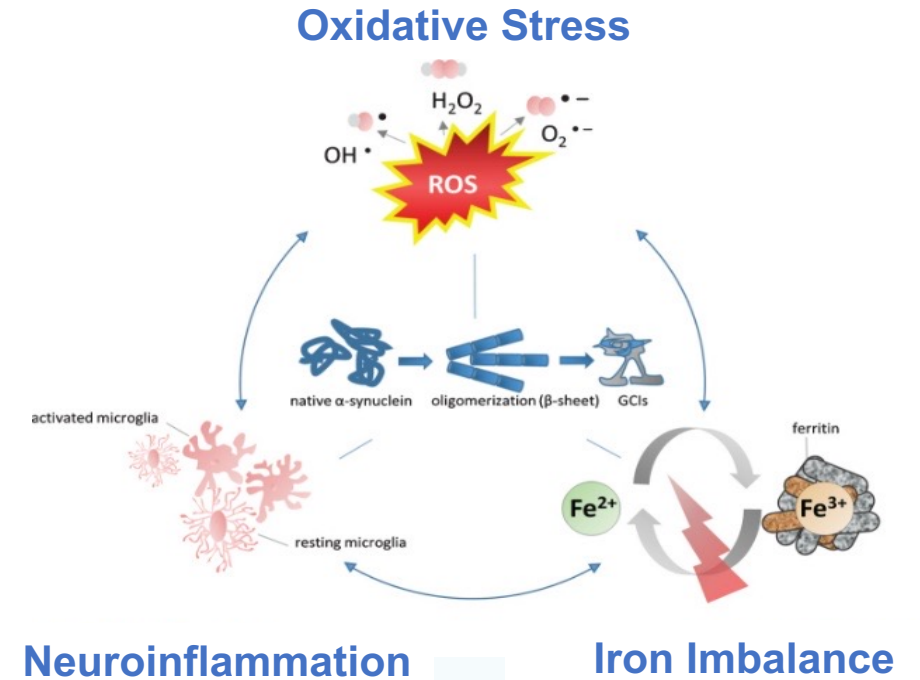 Oxidative Stress
H₂O₂
OH •
• –
O₂ •–
ROS
native α-synuclein
oligomerization (β-sheet)
GCIs
activated microglia
resting microglia
ferritin
Fe²⁺
Fe³⁺
Neuroinflammation
Iron Imbalance